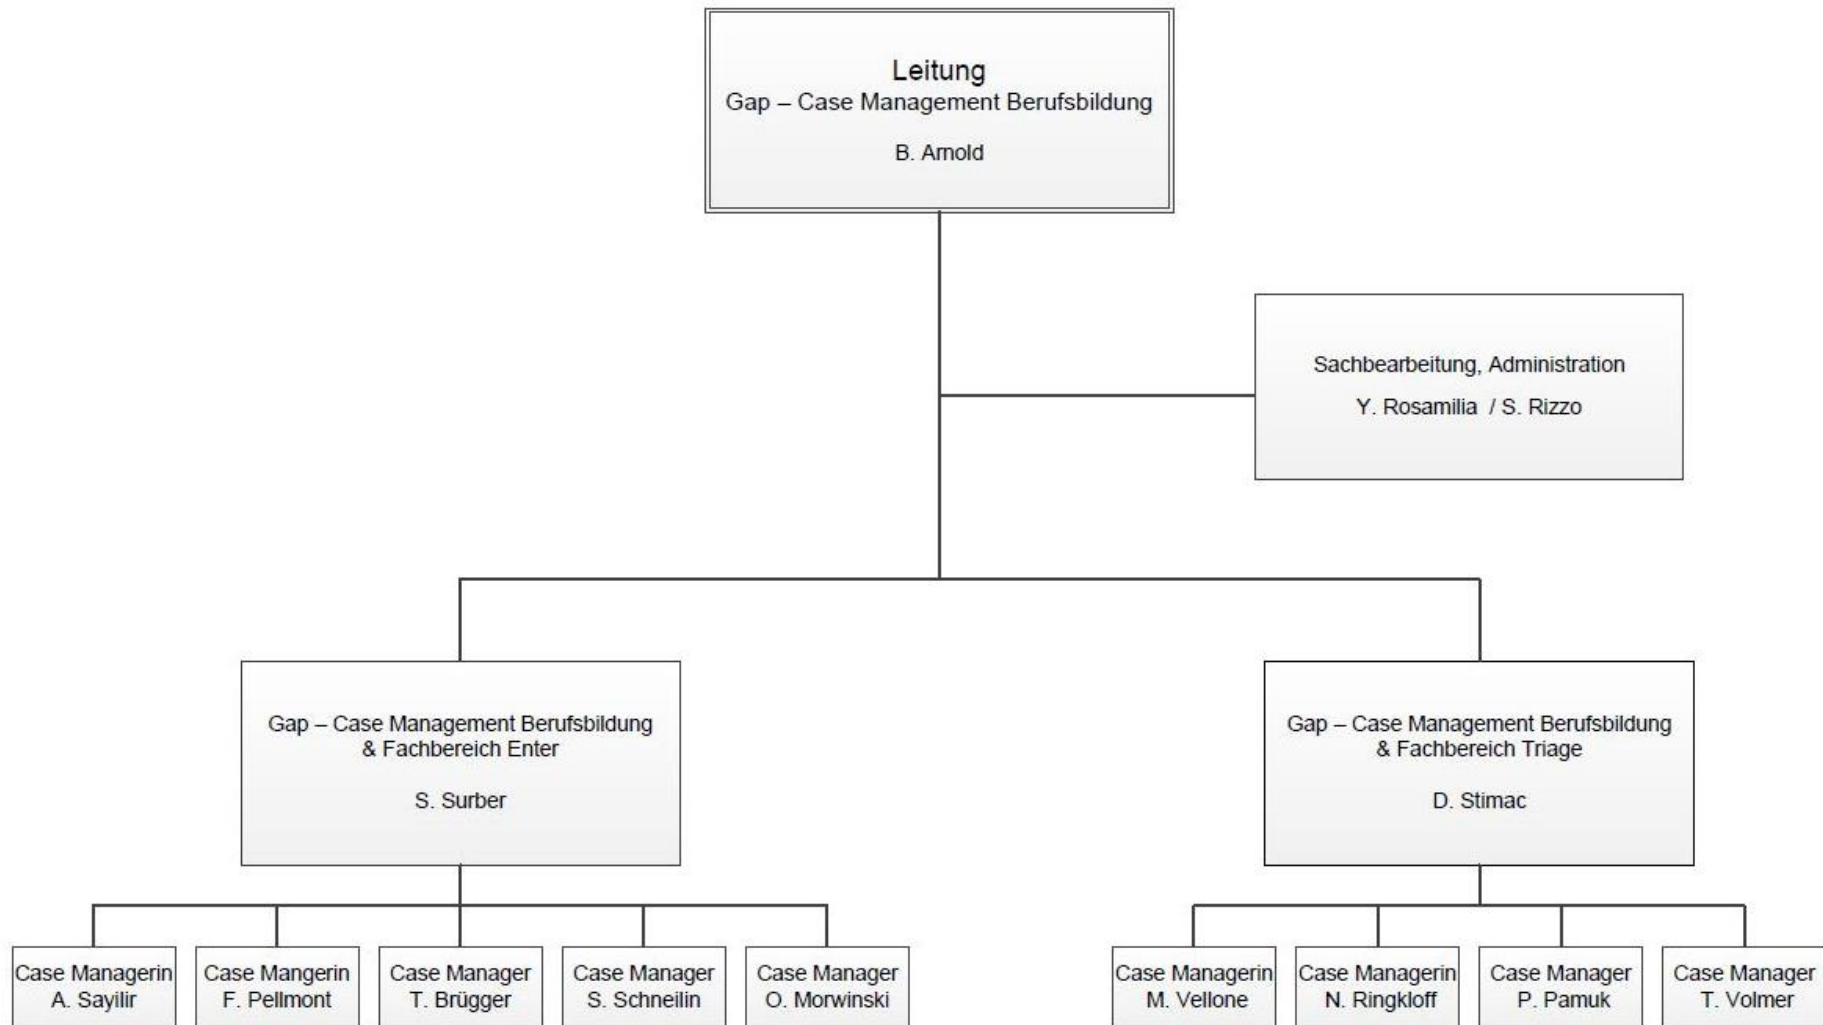 Leitung
Gap – Case Management Berufsbildung
B. Arnold
Sachbearbeitung, Administration
Y. Rosamilia / S. Rizzo
Gap – Case Management Berufsbildung
& Fachbereich Enter
S. Surber
Gap – Case Management Berufsbildung
& Fachbereich Triage
D. Stimac
Case Managerin
A. Sayilir
Case Mangerin
F. Pellmont
Case Manager
T. Brügger
Case Manager
S. Schneilin
Case Manager
O. Morwinski
Case Managerin
M. Vellone
Case Managerin
N. Ringkloff
Case Manager
P. Pamuk
Case Manager
T. Volmer